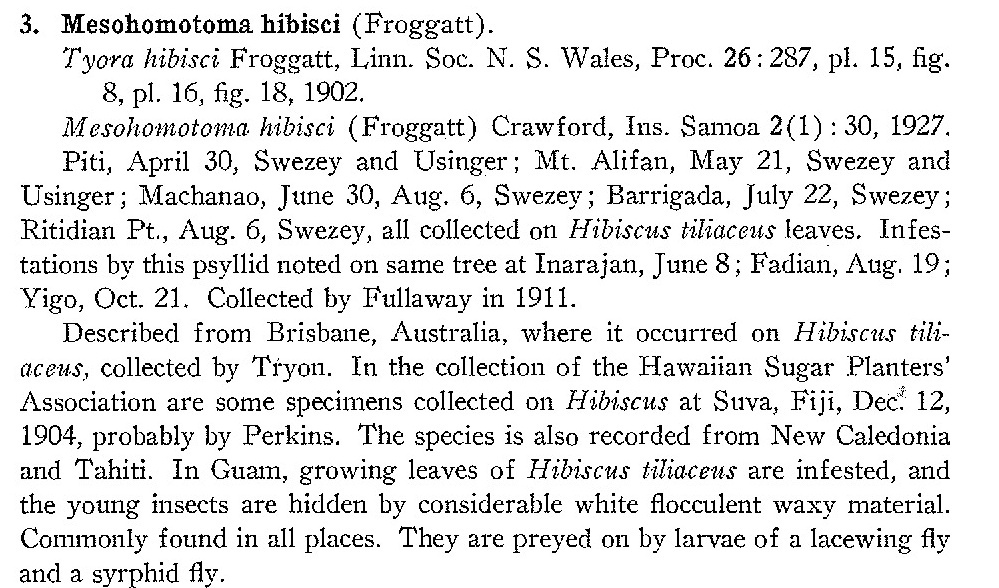 3. Mesohomotoma hibisci (Froggatt).
Tyora hibisci Froggatt, Linn. Soc. N. S. Wales, Proc. 26:287, pl. 15, fig.
8, pl. 16, fig. 18, 1902.
Mesohomotoma hibisci (Froggatt) Crawford, Ins. Samoa 2(1) : 30, 1927.
Piti, April 30, Swezey and Usinger; Mt. Alifan, May 21, Swezey and
Usinger; Machanao, June 30, Aug. 6, Swezey; Barrigada, July 22, Swezey;
Ritidian Pt., Aug. 6, Swezey, all collected on Hibiscus tiliaceus leaves. Infes-
tations by this psyllid noted on same tree at Inarajan, June 8; Fadian, Aug. 19;
Yigo, Oct. 21. Collected by Fullaway in 1911.
Described from Brisbane, Australia, where it occurred on Hibiscus tili-
aceus, collected by Tryon. In the collection of the Hawaiian Sugar Planters'
Association are some specimens collected on Hibiscus at Suva, Fiji, Dec. 12,
1904, probably by Perkins. The species is also recorded from New Caledonia
and Tahiti. In Guam, growing leaves of Hibiscus tiliaceus are infested, and
the young insects are hidden by considerable white flocculent waxy material.
Commonly found in all places. They are preyed on by larvae of a lacewing fly
and a syrphid fly.